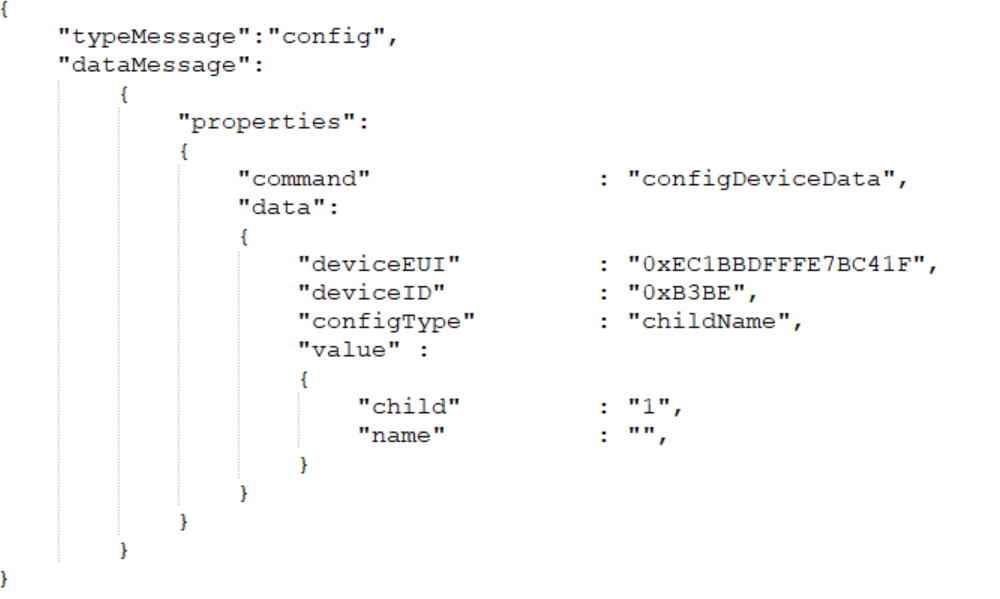 {
"typeMessage":"config",
"dataMessage":
{
"properties":
{
"command" : "configDeviceData",
"data":
{
"deviceEUI" : "0xEC1BBDFFFE7BC41F",
"deviceID" : "0xB3BE",
"configType" : "childName",
"value" :
{
"child" : "1",
"name" : "",
}
}
}
}
}